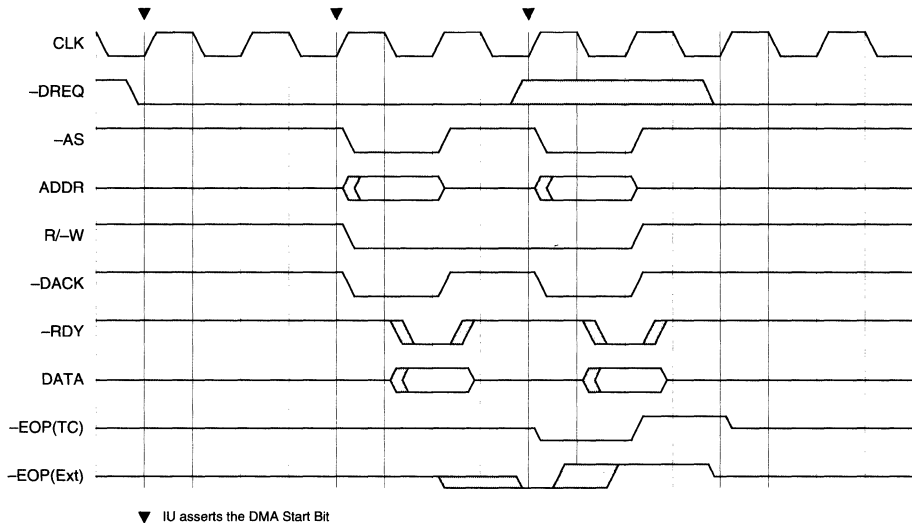 CLK
–DREQ
–AS
ADDR
R/–W
–DACK
–RDY
DATA
–EOP(TC)
–EOP(Ext)
▼ IU asserts the DMA Start Bit